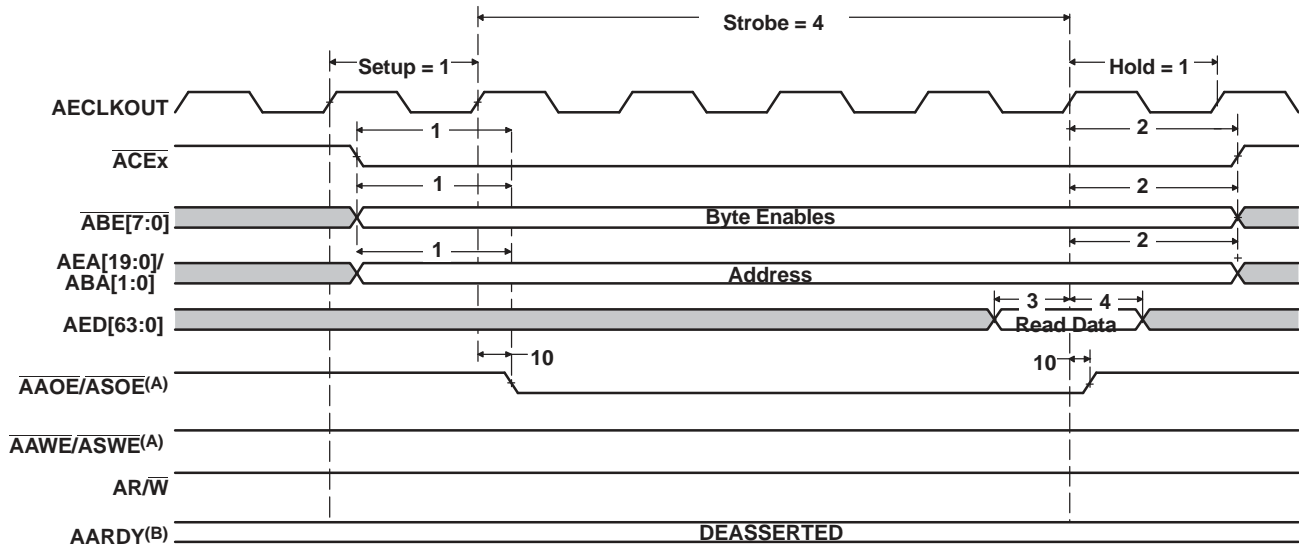 Strobe = 4
Setup = 1
Hold = 1
AECLKOUT
1
2
ACEx
1
2
ABE[7:0]
Byte Enables
1
2
AEA[19:0]/
ABA[1:0]
Address
3
4
AED[63:0]
Read Data
10
10
AAOE/ASOE(A)
AAWE/ASWE(A)
AR/W
AARDY(B)
DEASSERTED